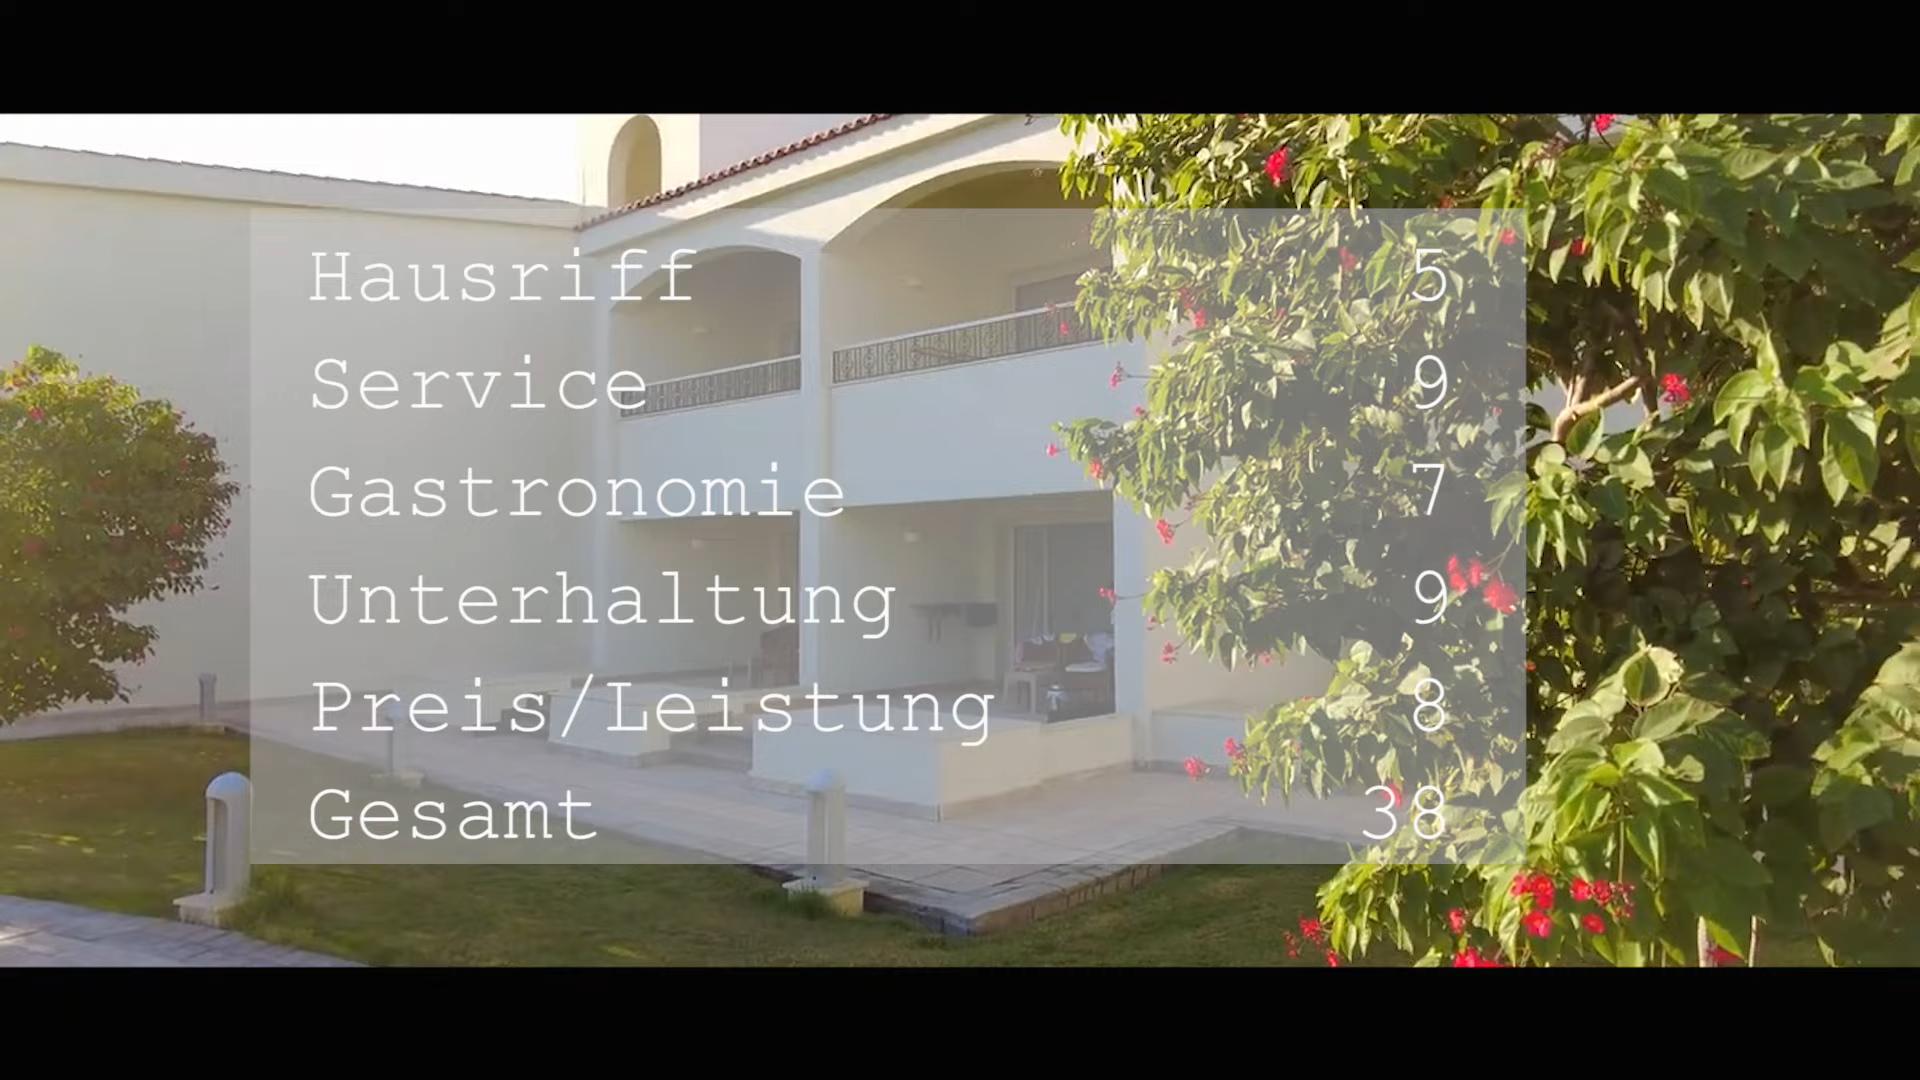 Hausriff 5
Service 9
Gastronomie 7
Unterhaltung 9
Preis/Leistung 8
Gesamt 38